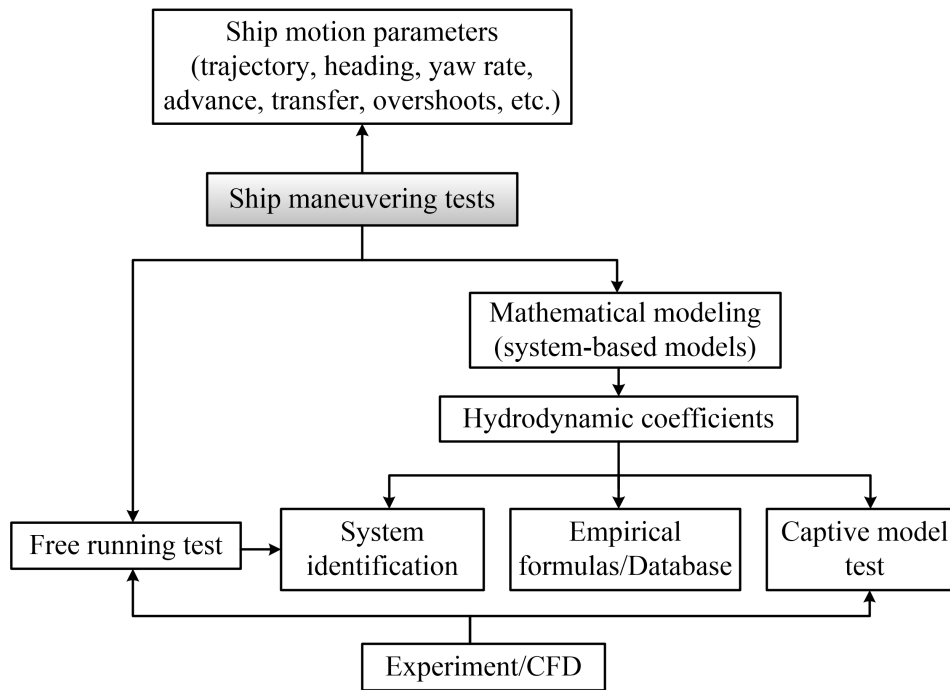 Ship motion parameters
(trajectory, heading, yaw rate,
advance, transfer, overshoots, etc.)
Ship maneuvering tests
Mathematical modeling
(system-based models)
Hydrodynamic coefficients
Free running test
System
identification
Empirical
formulas/Database
Captive model
test
Experiment/CFD